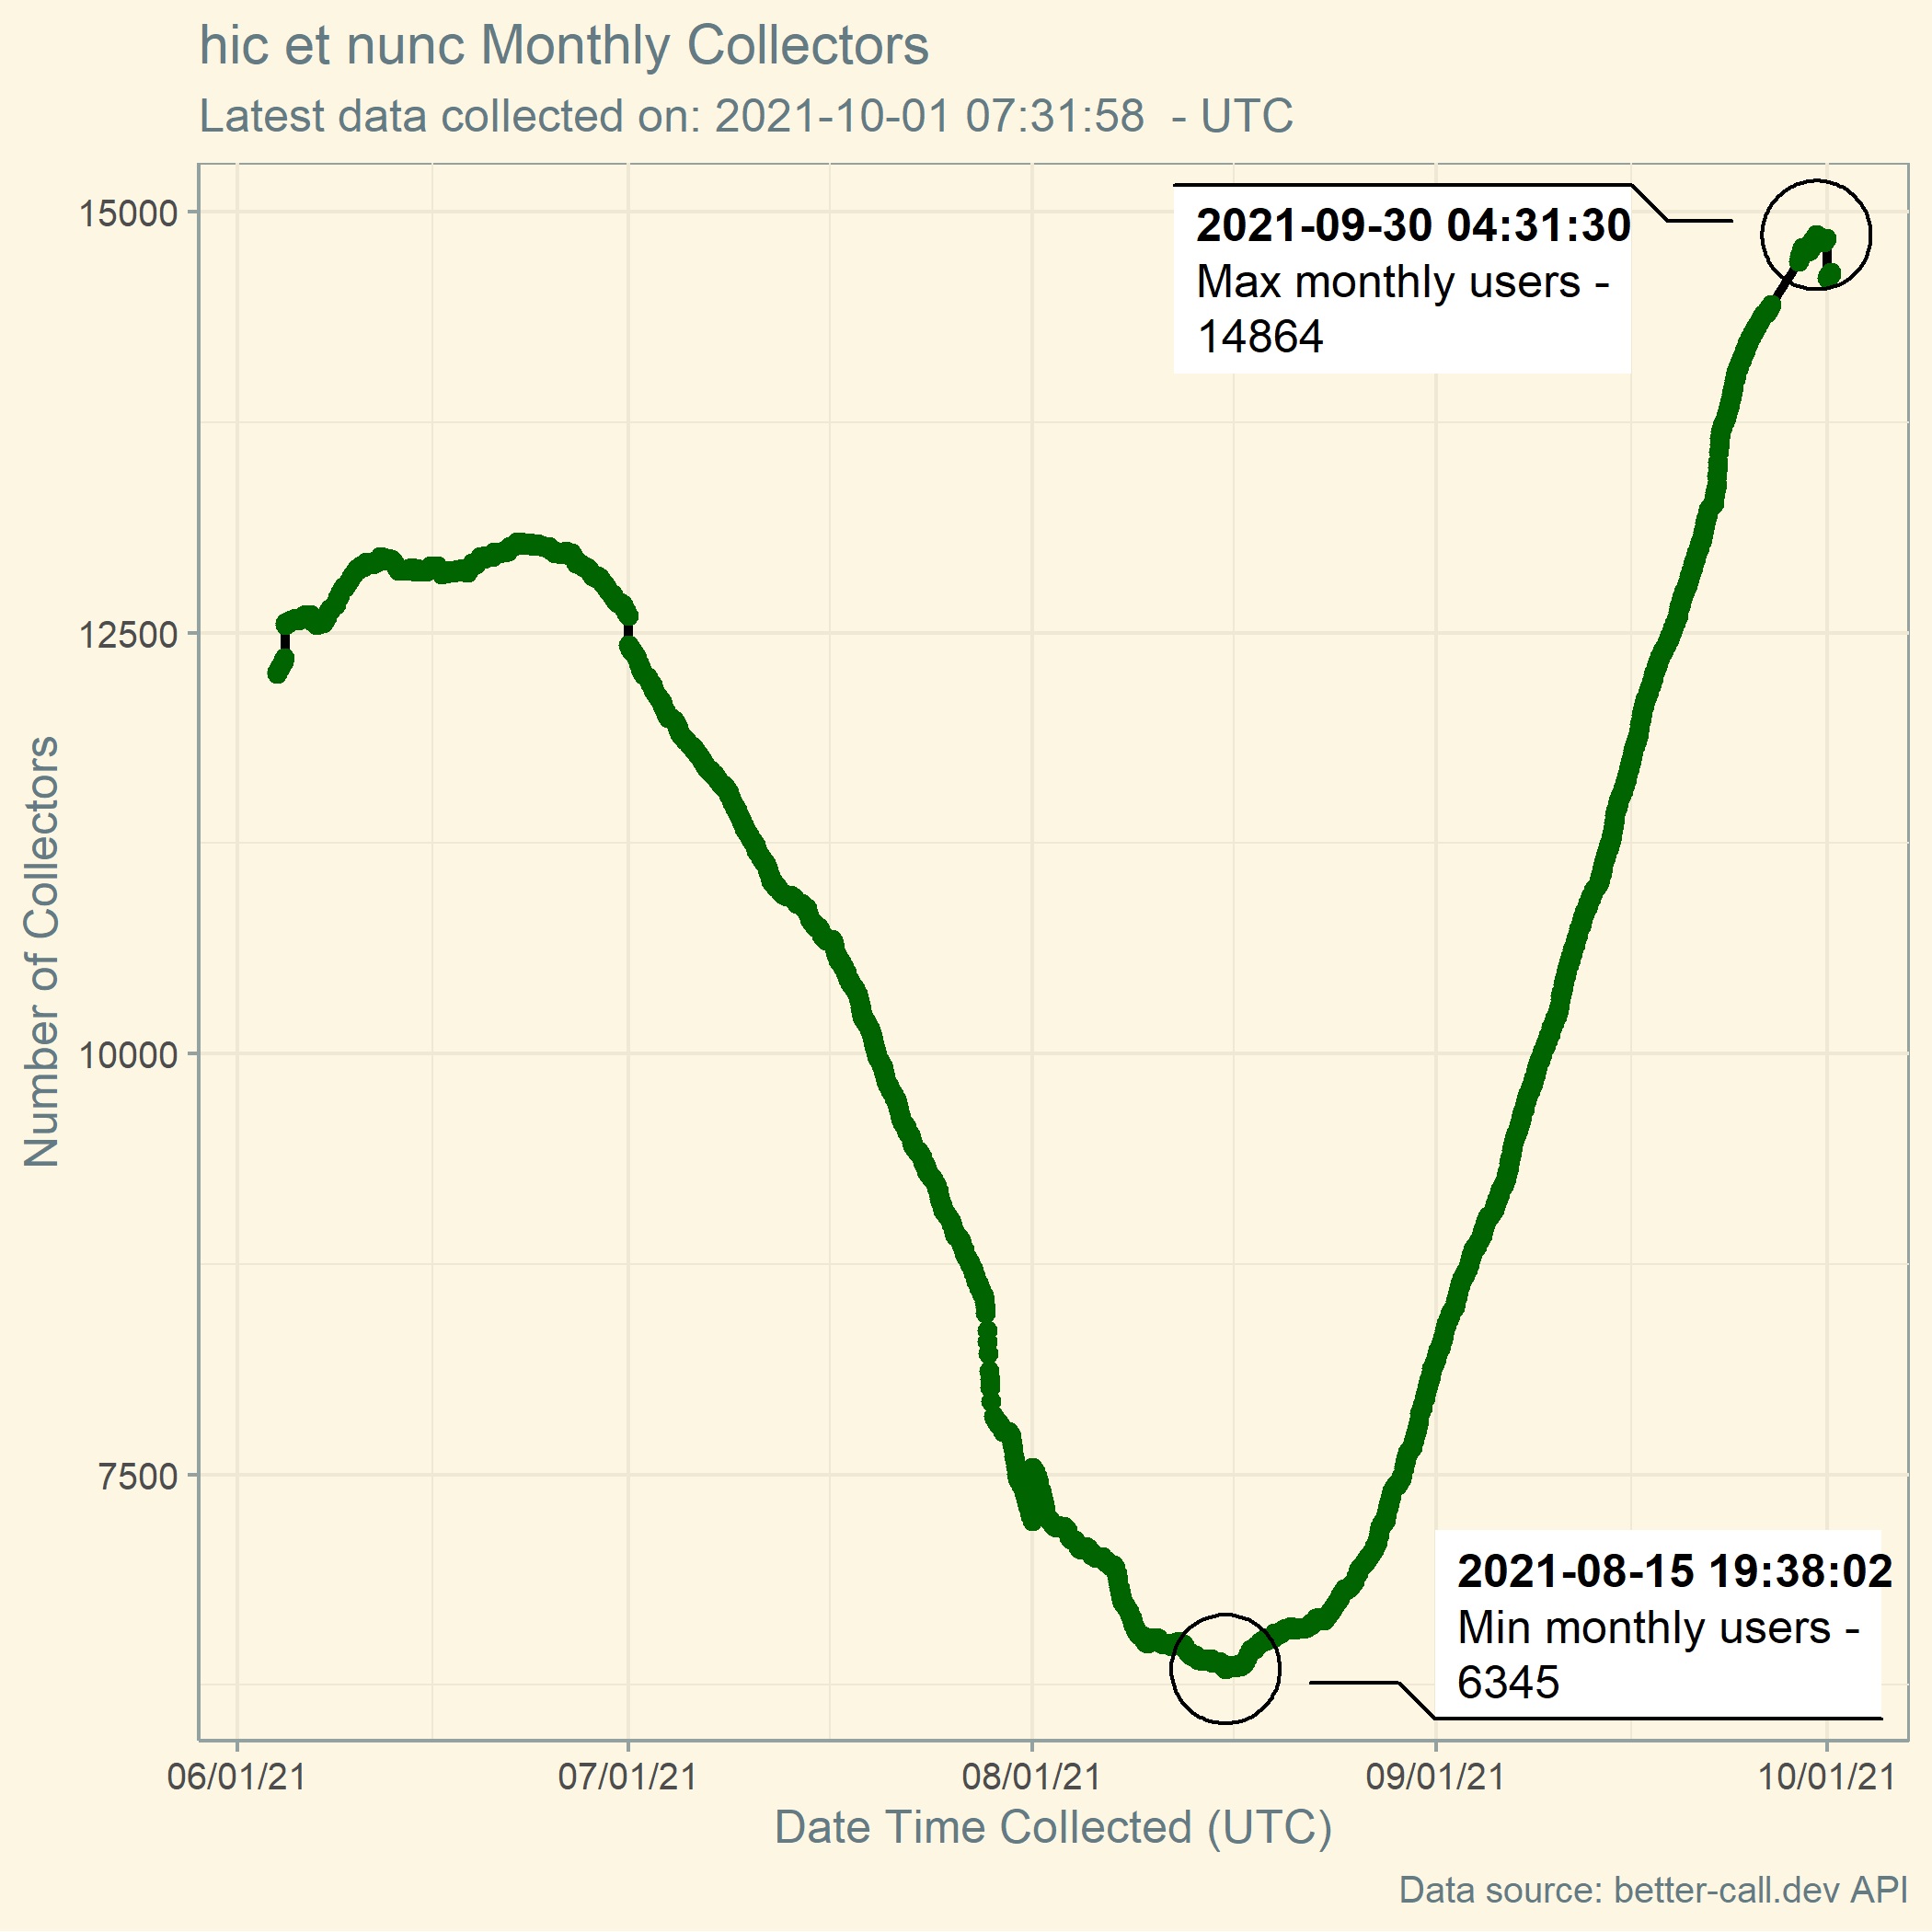 hic et nunc Monthly Collectors
Latest data collected on: 2021-10-01 07:31:58 - UTC
15000
12500
10000
7500
Number of Collectors
2021-09-30 04:31:30
Max monthly users -
14864
2021-08-15 19:38:02
Min monthly users -
6345
06/01/21 07/01/21 08/01/21 09/01/21 10/01/21
Date Time Collected (UTC)
Data source: better-call.dev API